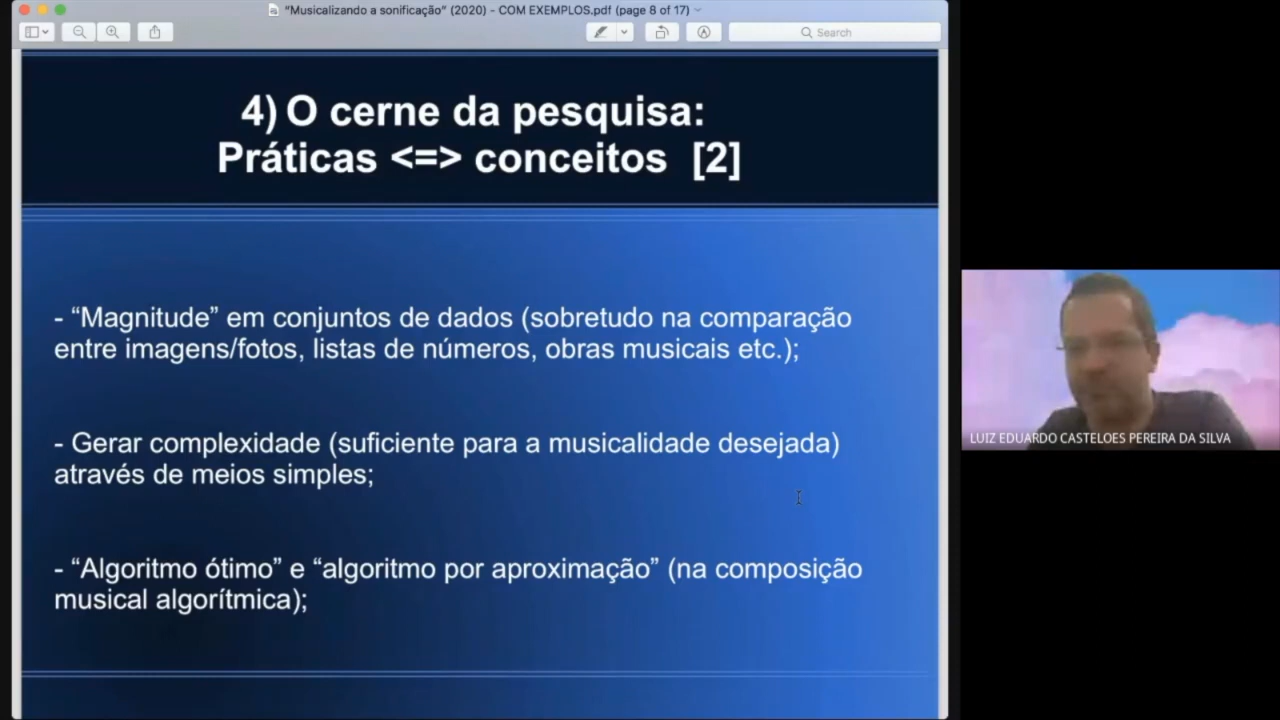 “Musicalizando a sonificação” (2020) - COM EXEMPLOS.pdf (page 8 of 17)
Search
4) O cerne da pesquisa:
Práticas <=> conceitos [2]
- “Magnitude” em conjuntos de dados (sobretudo na comparação
entre imagens/fotos, listas de números, obras musicais etc.);
- Gerar complexidade (suficiente para a musicalidade desejada)
através de meios simples;
- “Algoritmo ótimo” e “algoritmo por aproximação” (na composição
musical algorítmica);
LUIZ EDUARDO CASTELOES PEREIRA DA SILVA